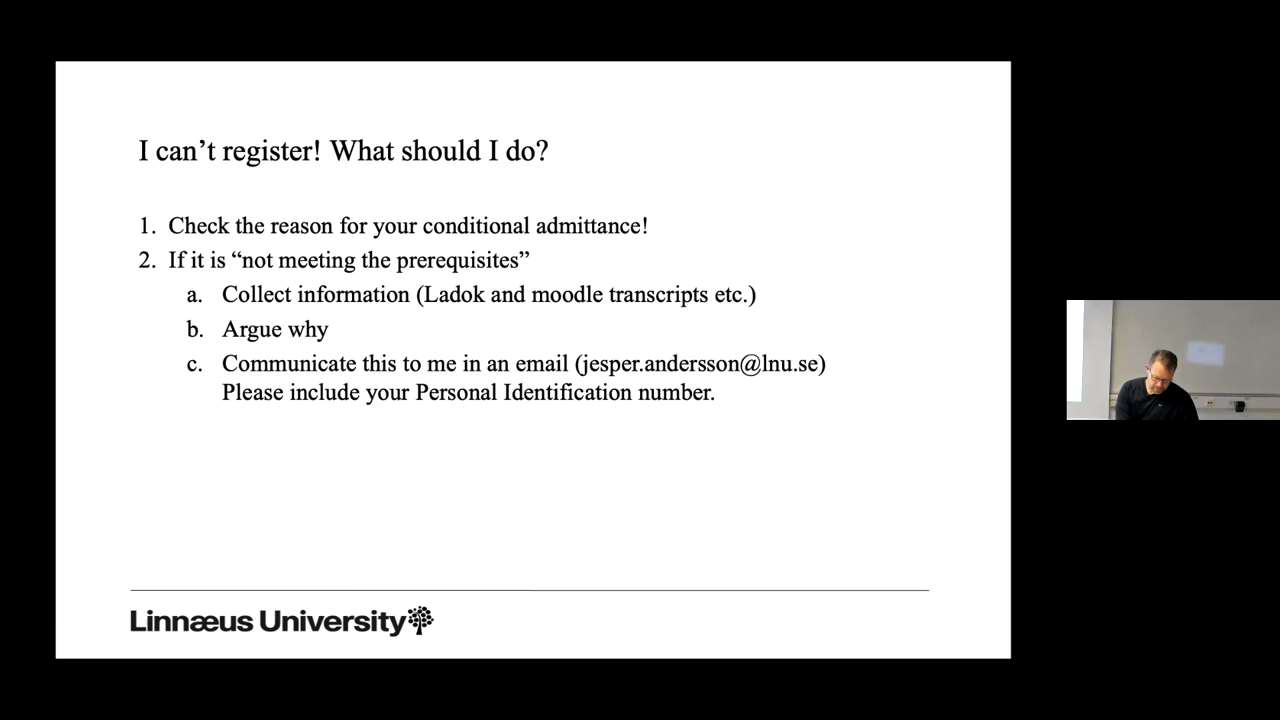 I can’t register! What should I do?
1. Check the reason for your conditional admittance!
2. If it is “not meeting the prerequisites”
a. Collect information (Ladok and moodle transcripts etc.)
b. Argue why
c. Communicate this to me in an email (jesper.andersson@lnu.se)
Please include your Personal Identification number.
Linnæus University